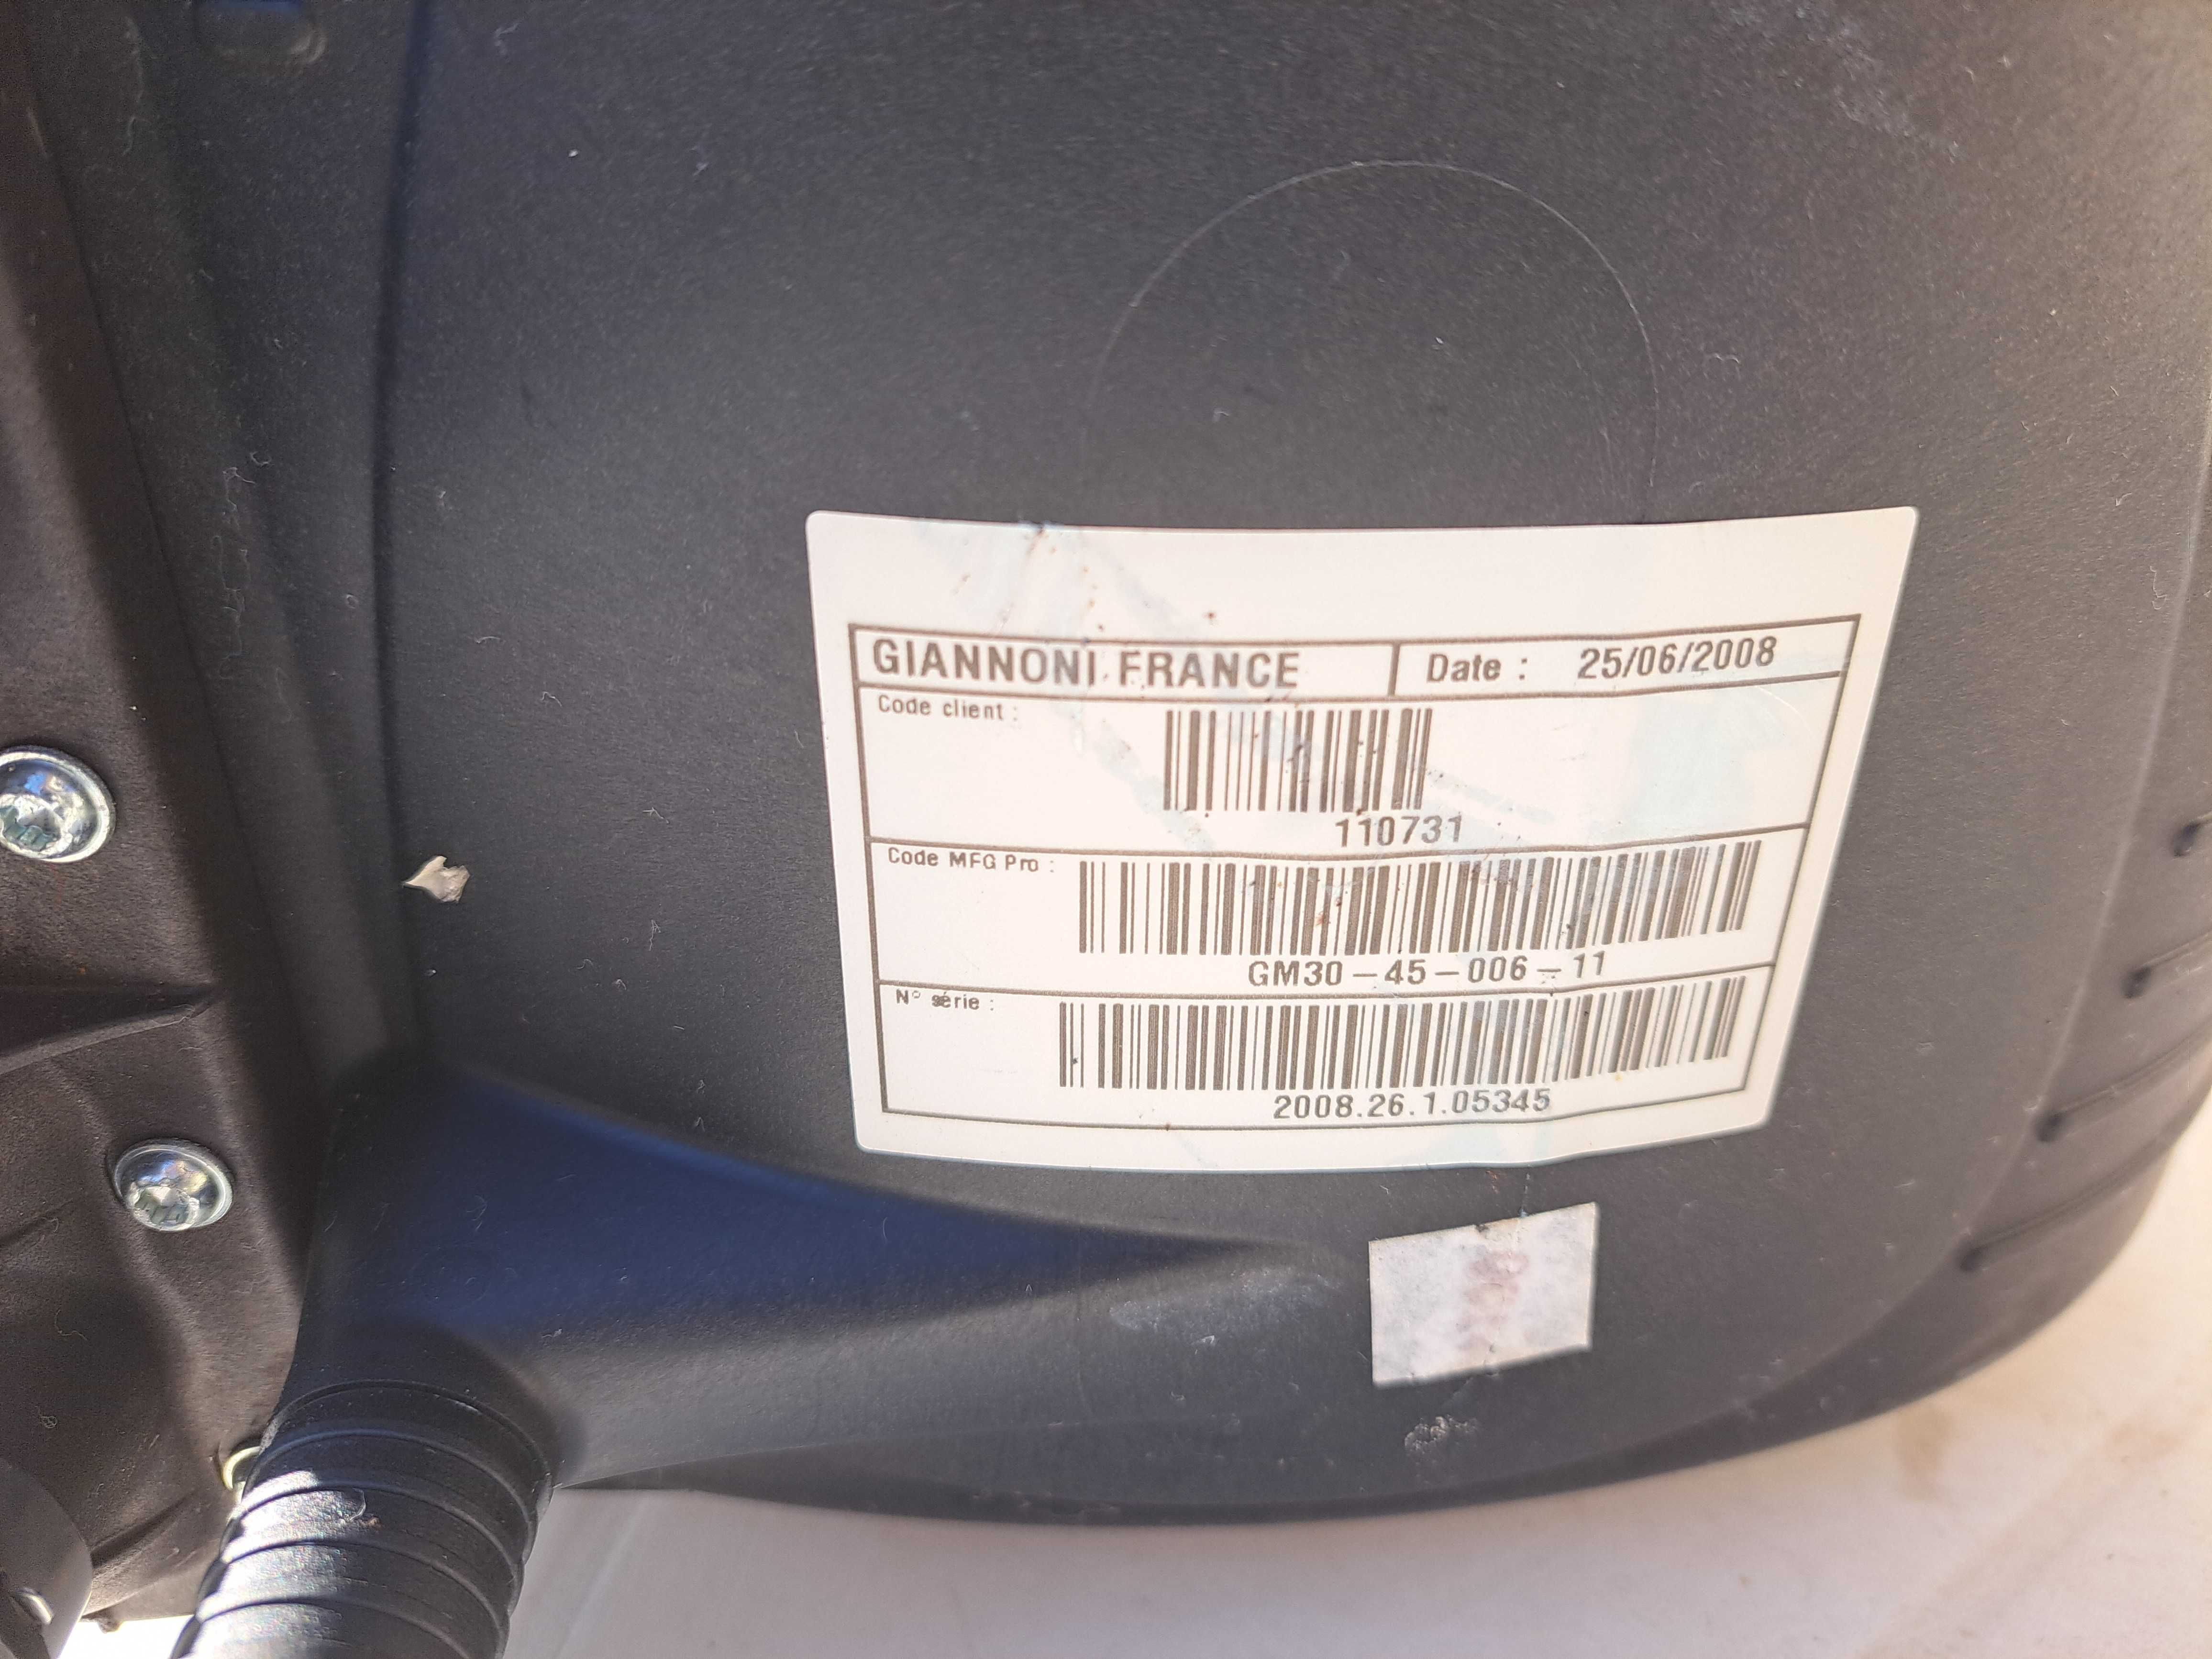 GIANNONI FRANCE Date : 25/06/2008
Code client :
110731
Code MFG Pro :
GM30-45-006-11
N° série :
2008.26.1.05345